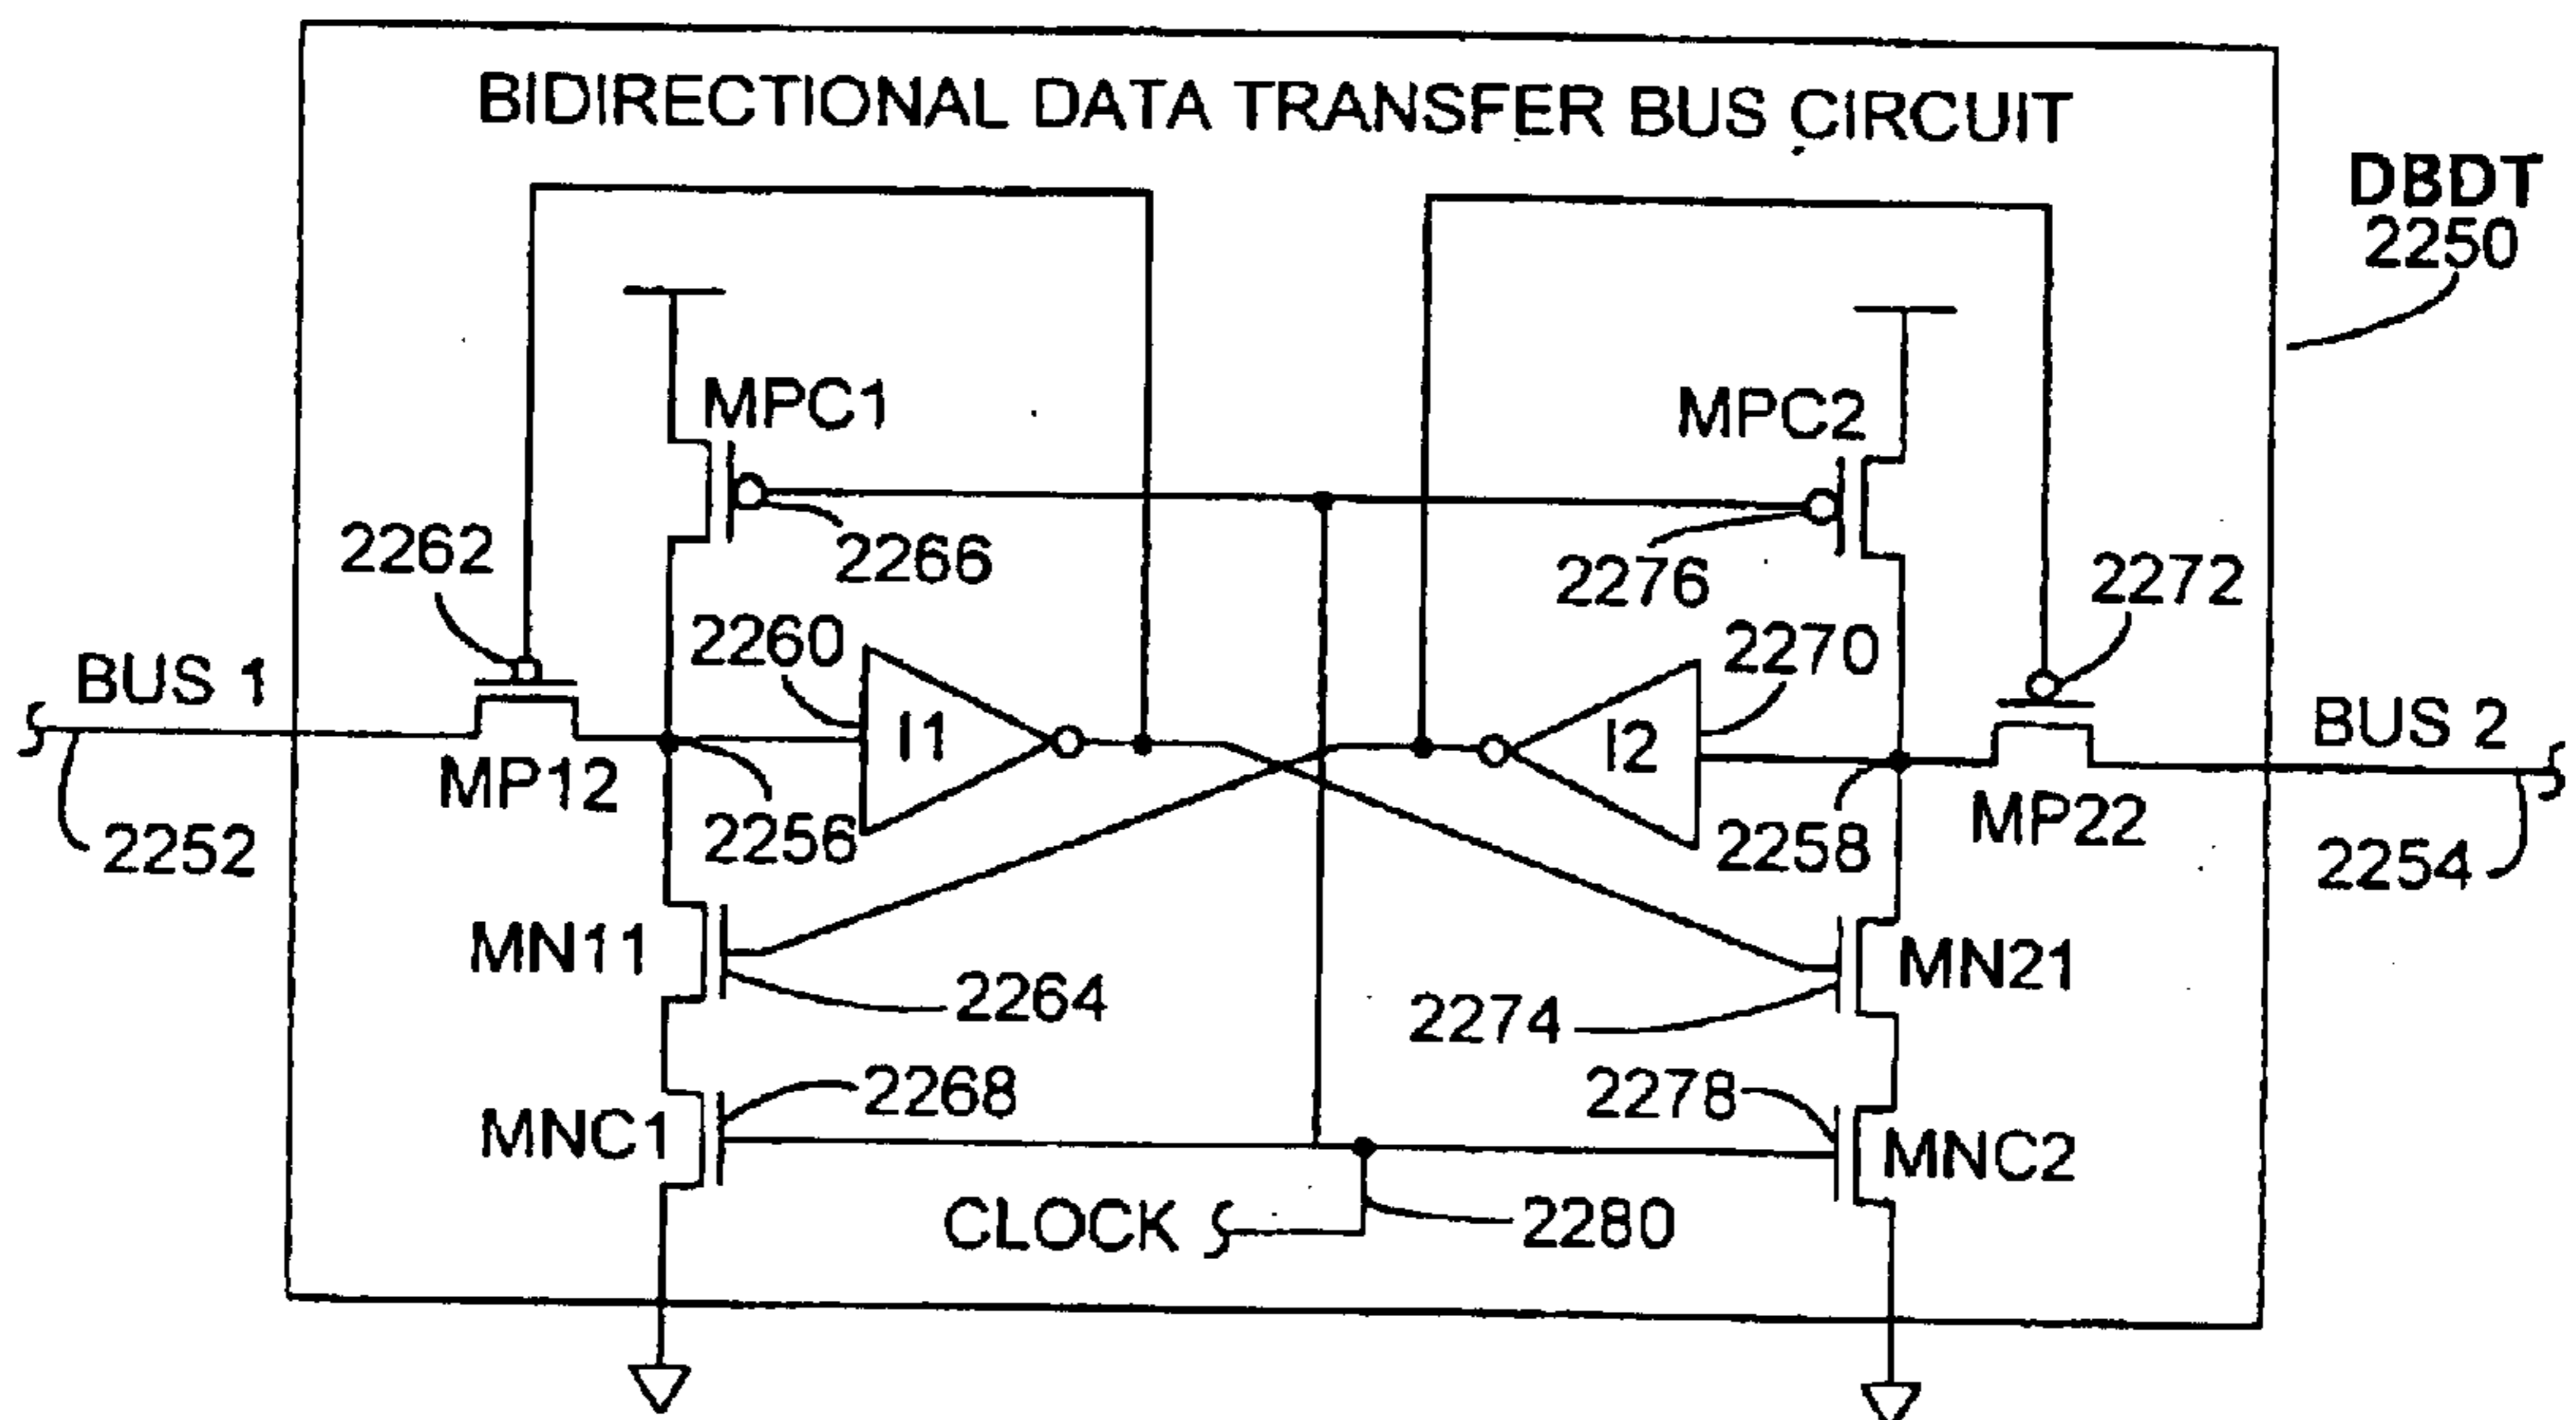 BIDIRECTIONAL DATA TRANSFER BUS CIRCUIT
DBDT
2250
MPC1
MPC2
2262
2266
2276
2272
2260
2270
BUS 1
I1
I2
BUS 2
MP12
2256
2258
MP22
2252
2254
MN11
MN21
2264
2274
2268
2278
MNC1
MNC2
CLOCK
2280